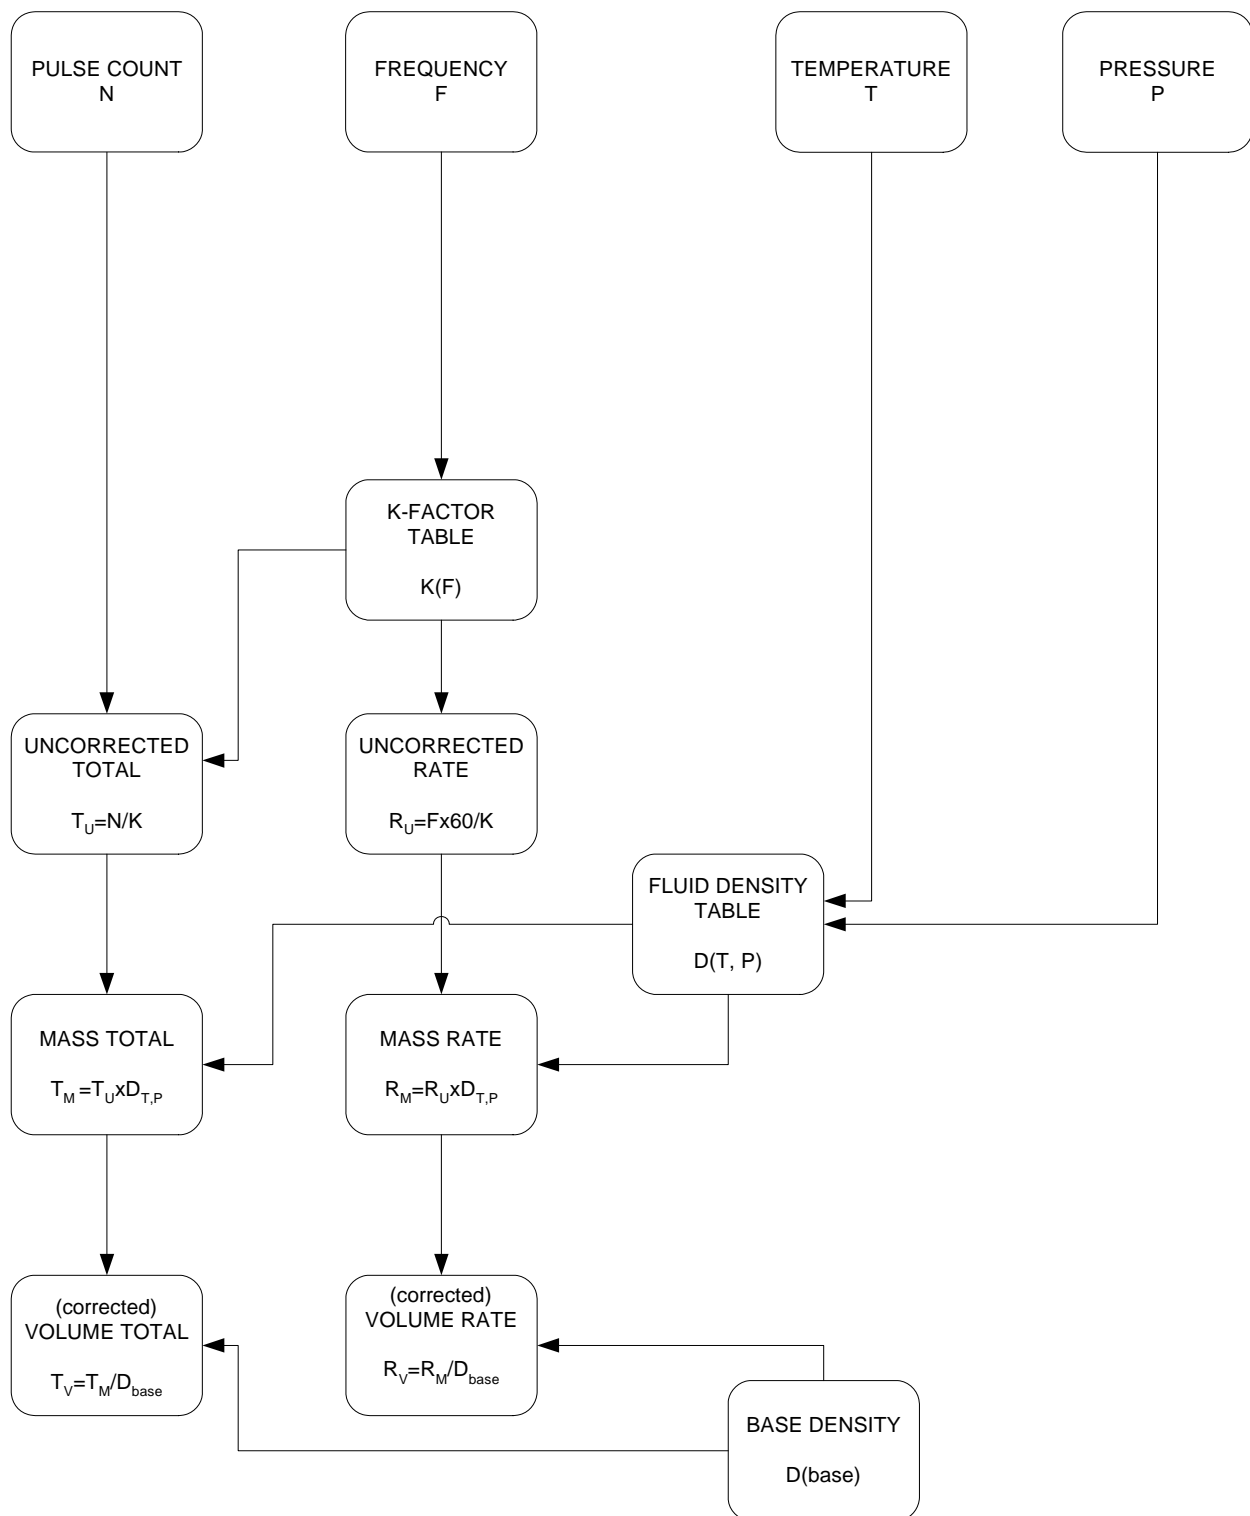 PULSE COUNT
N
FREQUENCY
F
TEMPERATURE
T
PRESSURE
P
K-FACTOR
TABLE
K(F)
UNCORRECTED
TOTAL
T_U=N/K
UNCORRECTED
RATE
R_U=Fx60/K
FLUID DENSITY
TABLE
D(T, P)
MASS TOTAL
T_M=T_UxD_T,P
MASS RATE
R_M=R_UxD_T,P
(corrected)
VOLUME TOTAL
T_V=T_M/D_base
(corrected)
VOLUME RATE
R_V=R_M/D_base
BASE DENSITY
D(base)